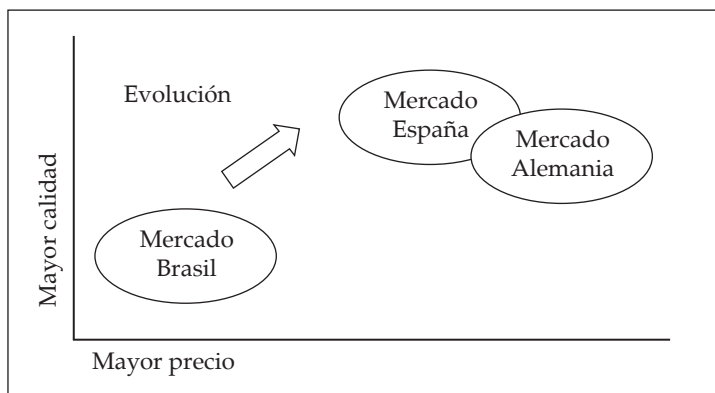 Evolución
Mercado
España
Mercado
Alemania
Mercado
Brasil
Mayor calidad
Mayor precio